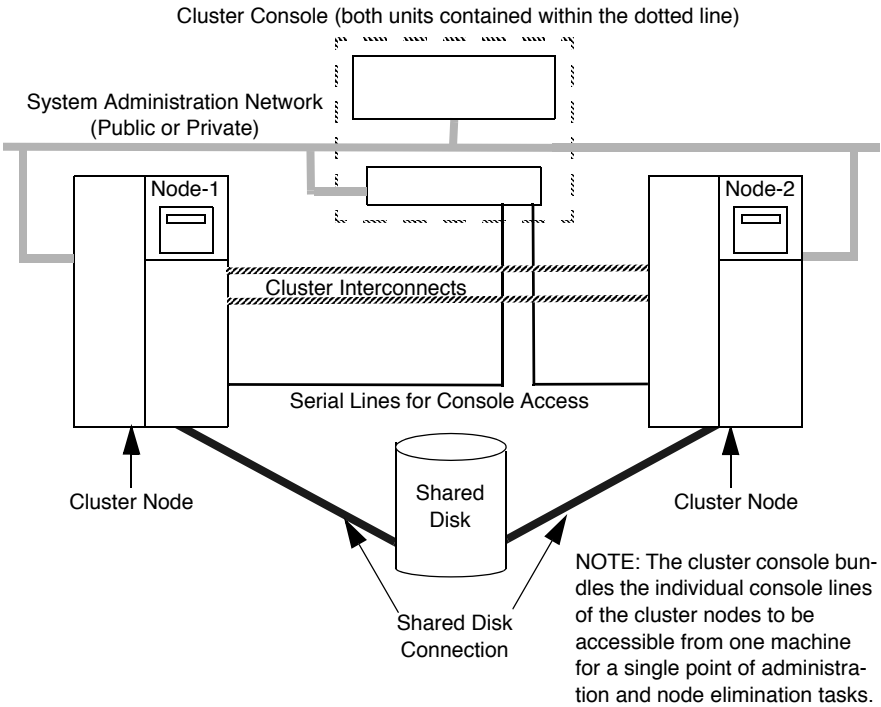 Cluster Console (both units contained within the dotted line)
System Administration Network
(Public or Private)
Node-1
Node-2
Cluster Interconnects
Serial Lines for Console Access
Cluster Node
Shared
Disk
Cluster Node
Shared Disk
Connection
NOTE: The cluster console bun-
dles the individual console lines
of the cluster nodes to be
accessible from one machine
for a single point of administra-
tion and node elimination tasks.